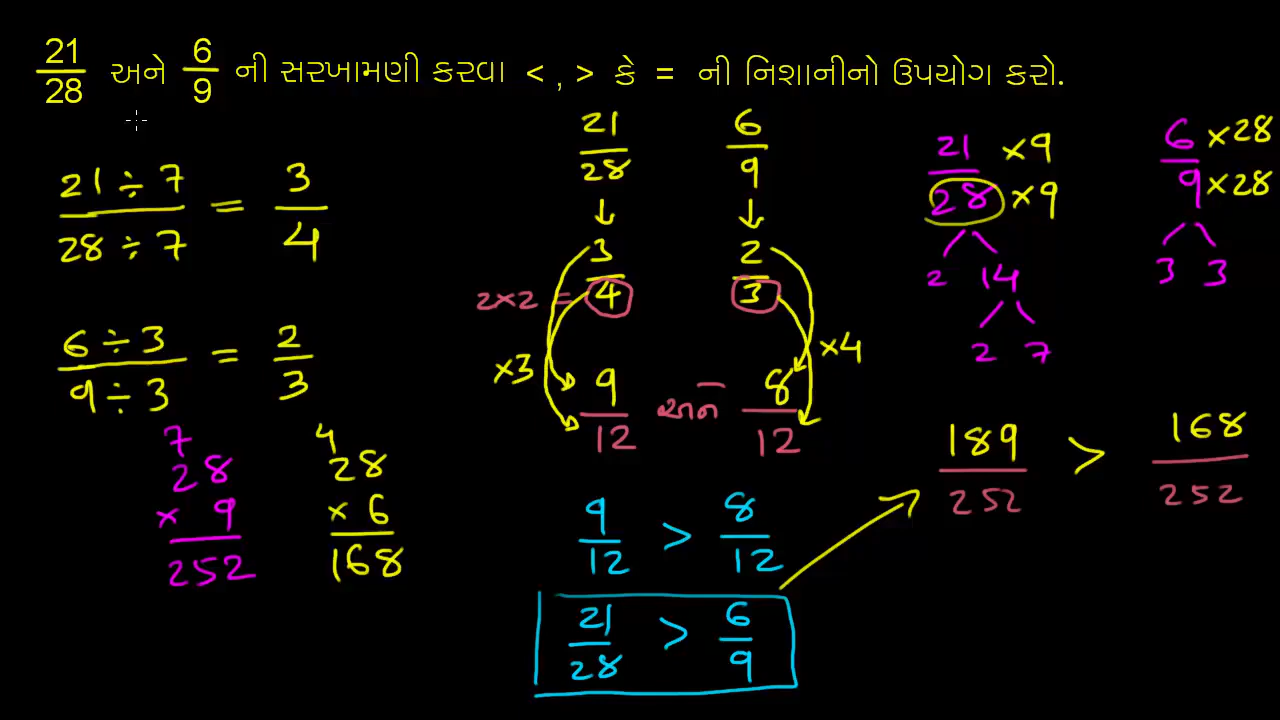 21/28 અને 6/9 ની સરખામણી કરવા < , > કે = ની નિશાનીનો ઉપયોગ કરો.
21 ÷ 7 / 28 ÷ 7 = 3/4
6 ÷ 3 / 9 ÷ 3 = 2/3
7
28
× 9
252
4
28
× 6
168
21/28 6/9
↓ ↓
3/4 2/3
2×2 =
×3 ×4
9/12 અને 8/12
9/12 > 8/12
21/28 > 6/9
21 ×9 / 28 ×9
2 14
2 7
6 ×28 / 9 ×28
3 3
189/252 > 168/252